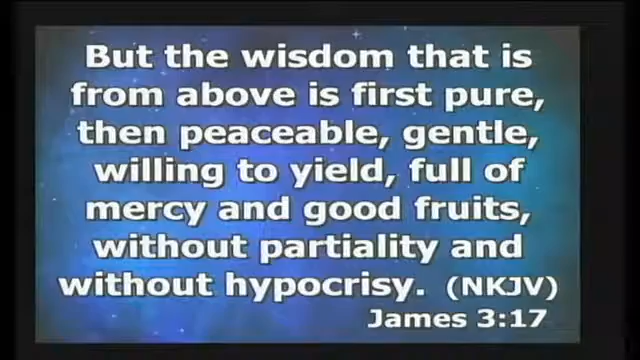 But the wisdom that is
from above is first pure,
then peaceable, gentle,
willing to yield, full of
mercy and good fruits,
without partiality and
without hypocrisy. (NKJV)
James 3:17